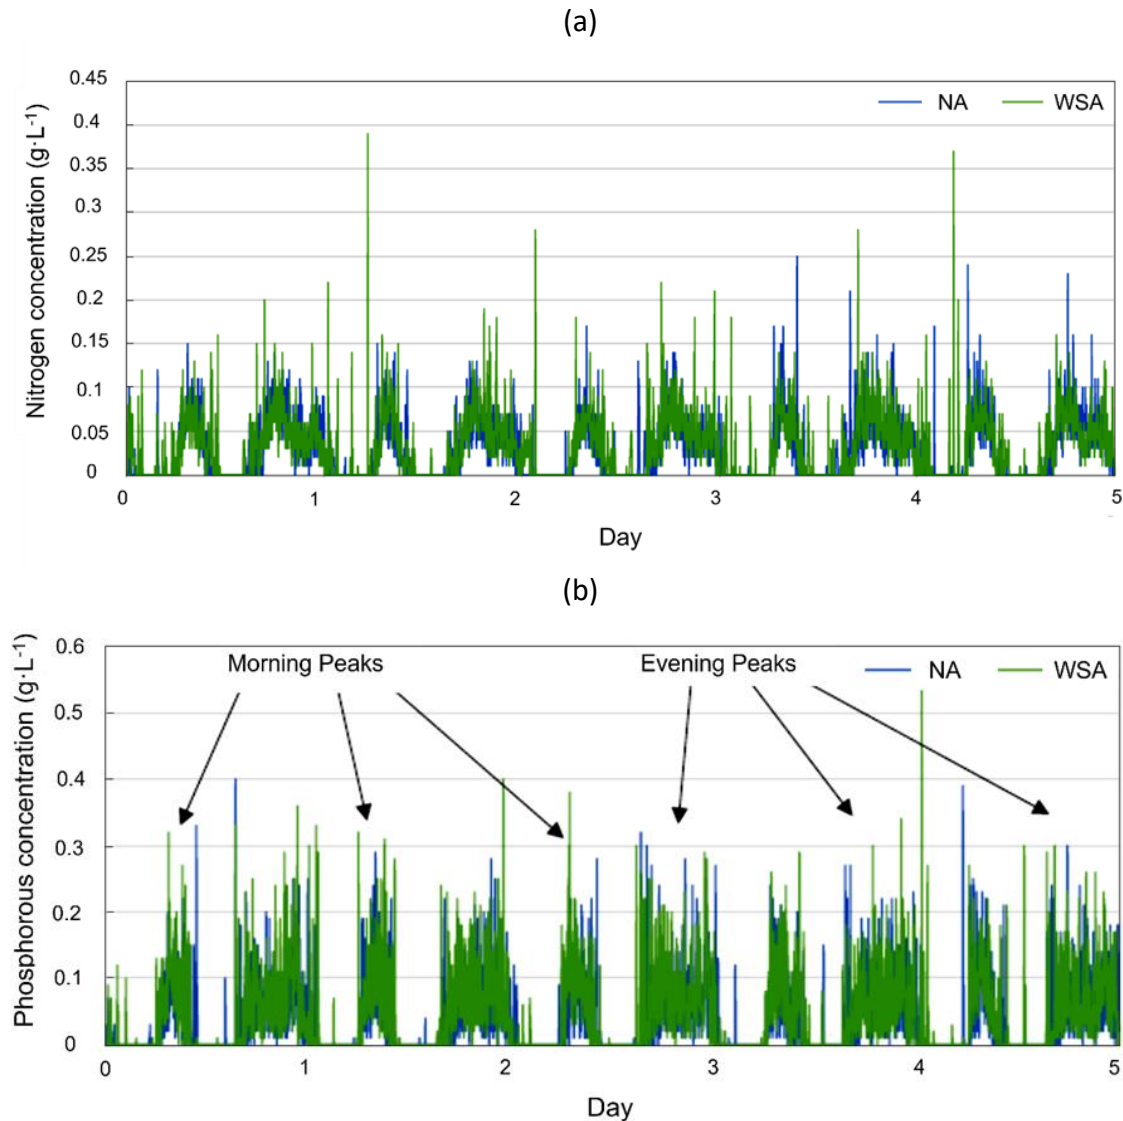 (a)
Nitrogen concentration (g·L⁻¹)
0.45
0.4
0.35
0.3
0.25
0.2
0.15
0.1
0.05
0
NA WSA
0 1 2 3 4 5
Day
(b)
Phosphorous concentration (g·L⁻¹)
0.6
0.5
0.4
0.3
0.2
0.1
0
Morning Peaks Evening Peaks NA WSA
0 1 2 3 4 5
Day